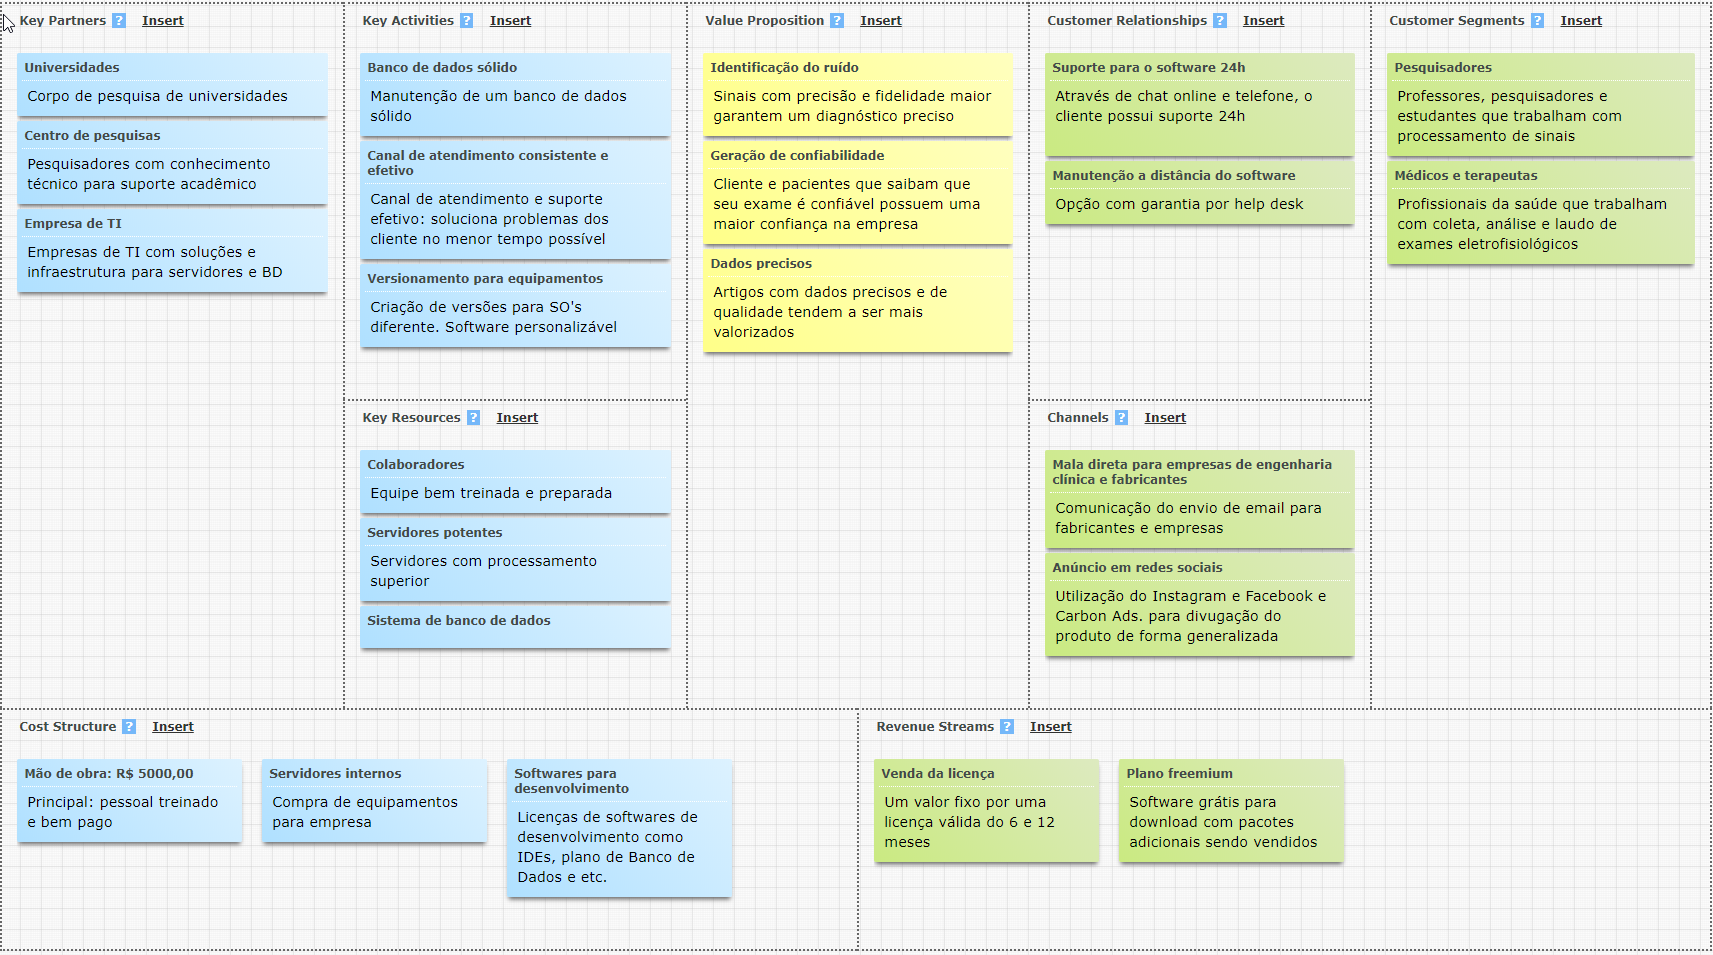 Key Partners ? Insert
Universidades
Corpo de pesquisa de universidades
Centro de pesquisas
Pesquisadores com conhecimento
técnico para suporte acadêmico
Empresa de TI
Empresas de TI com soluções e
infraestrutura para servidores e BD
Key Activities ? Insert
Banco de dados sólido
Manutenção de um banco de dados
sólido
Canal de atendimento consistente e
efetivo
Canal de atendimento e suporte
efetivo: soluciona problemas dos
cliente no menor tempo possível
Versionamento para equipamentos
Criação de versões para SO's
diferente. Software personalizável
Key Resources ? Insert
Colaboradores
Equipe bem treinada e preparada
Servidores potentes
Servidores com processamento
superior
Sistema de banco de dados
Value Proposition ? Insert
Identificação do ruído
Sinais com precisão e fidelidade maior
garantem um diagnóstico preciso
Geração de confiabilidade
Cliente e pacientes que saibam que
seu exame é confiável possuem uma
maior confiança na empresa
Dados precisos
Artigos com dados precisos e de
qualidade tendem a ser mais
valorizados
Customer Relationships ? Insert
Suporte para o software 24h
Através de chat online e telefone, o
cliente possui suporte 24h
Manutenção a distância do software
Opção com garantia por help desk
Channels ? Insert
Mala direta para empresas de engenharia
clínica e fabricantes
Comunicação do envio de email para
fabricantes e empresas
Anúncio em redes sociais
Utilização do Instagram e Facebook e
Carbon Ads. para divugação do
produto de forma generalizada
Customer Segments ? Insert
Pesquisadores
Professores, pesquisadores e
estudantes que trabalham com
processamento de sinais
Médicos e terapeutas
Profissionais da saúde que trabalham
com coleta, análise e laudo de
exames eletrofisiológicos
Cost Structure ? Insert
Mão de obra: R$ 5000,00
Principal: pessoal treinado
e bem pago
Servidores internos
Compra de equipamentos
para empresa
Softwares para
desenvolvimento
Licenças de softwares de
desenvolvimento como
IDEs, plano de Banco de
Dados e etc.
Revenue Streams ? Insert
Venda da licença
Um valor fixo por uma
licença válida do 6 e 12
meses
Plano freemium
Software grátis para
download com pacotes
adicionais sendo vendidos